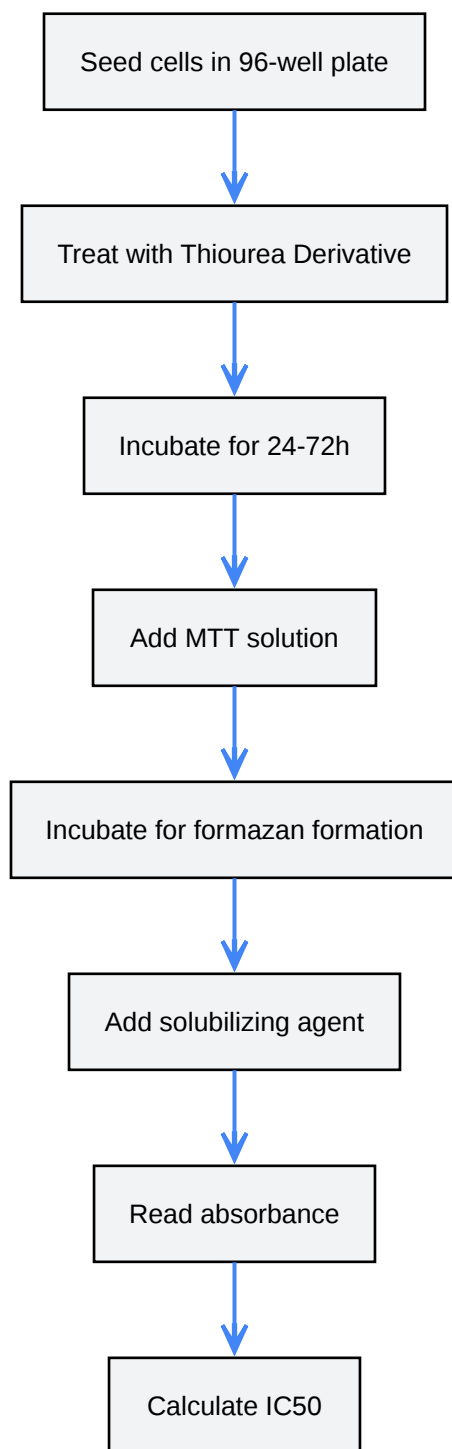 Seed cells in 96-well plate
Treat with Thiourea Derivative
Incubate for 24-72h
Add MTT solution
Incubate for formazan formation
Add solubilizing agent
Read absorbance
Calculate IC50